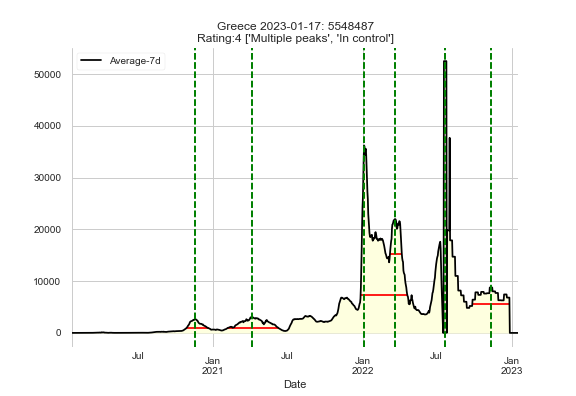 Greece 2023-01-17: 5548487
Rating:4 ['Multiple peaks', 'In control']
Average-7d
50000
40000
30000
20000
10000
0
Jul
Jan
2021
Jul
Jan
2022
Jul
Jan
2023
Date